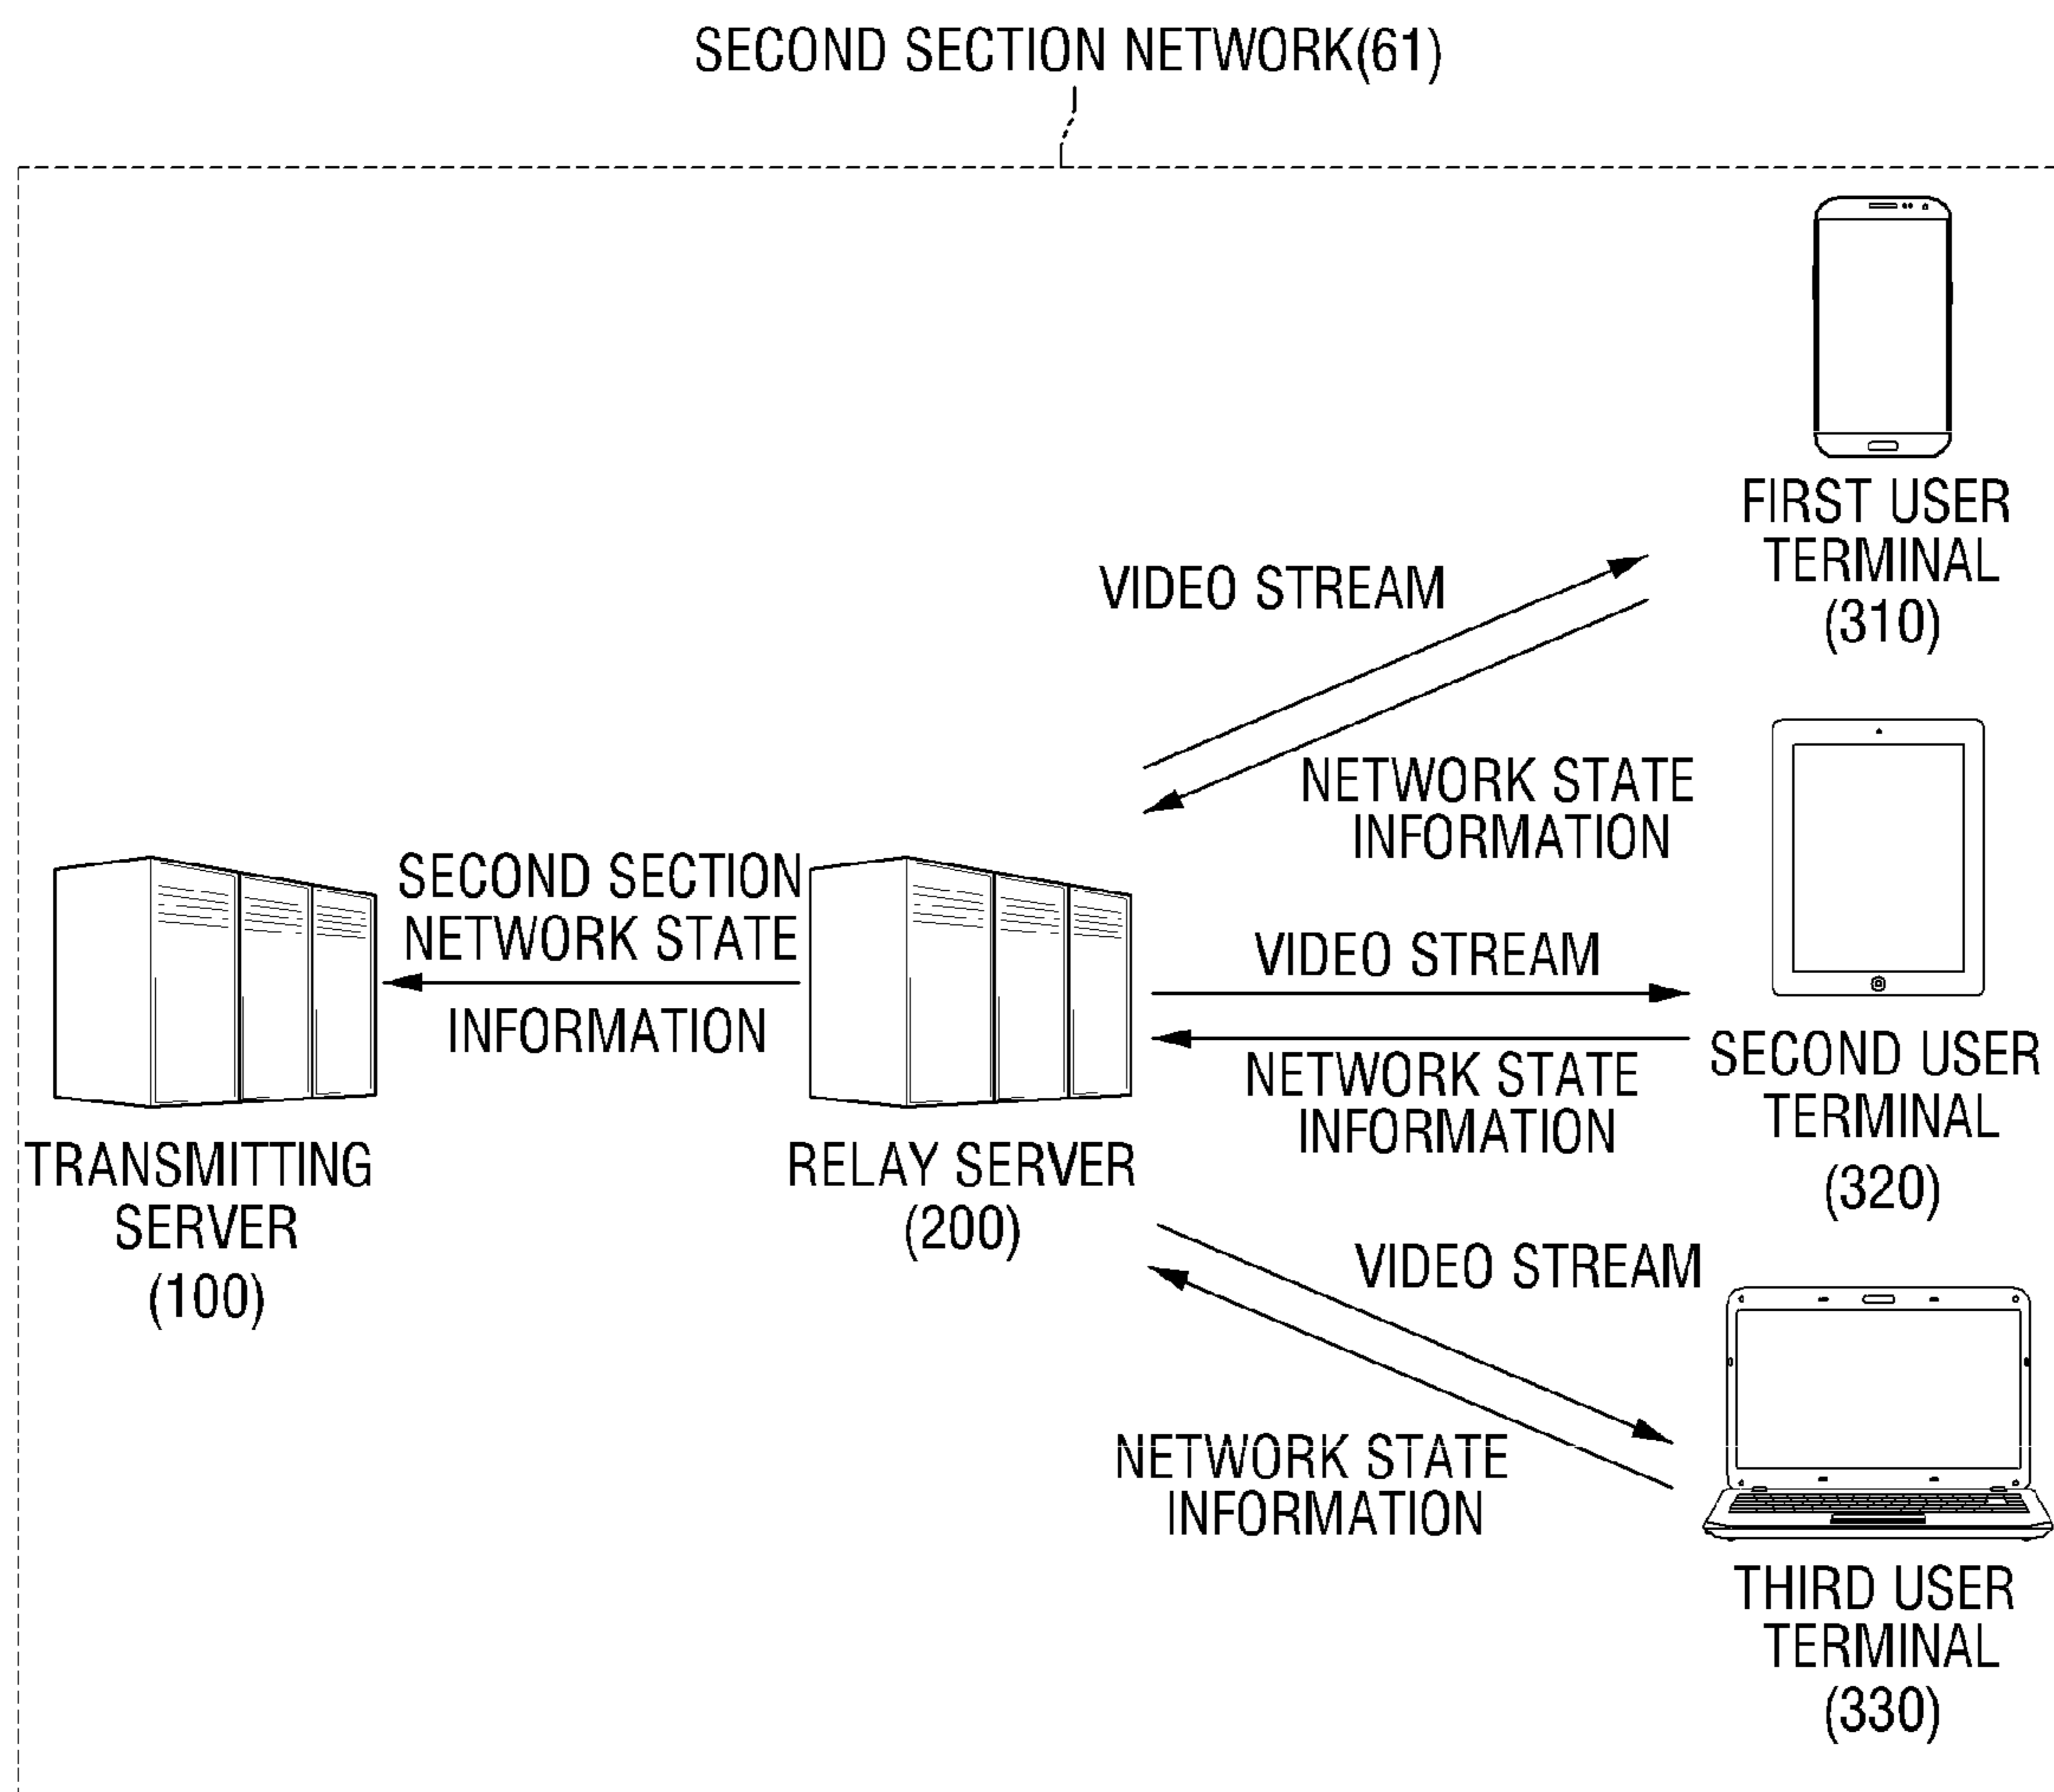 SECOND SECTION NETWORK(61)
FIRST USER
TERMINAL
(310)
VIDEO STREAM
NETWORK STATE
INFORMATION
SECOND SECTION
NETWORK STATE
INFORMATION
VIDEO STREAM
NETWORK STATE
INFORMATION
SECOND USER
TERMINAL
(320)
TRANSMITTING
SERVER
(100)
RELAY SERVER
(200)
VIDEO STREAM
NETWORK STATE
INFORMATION
THIRD USER
TERMINAL
(330)